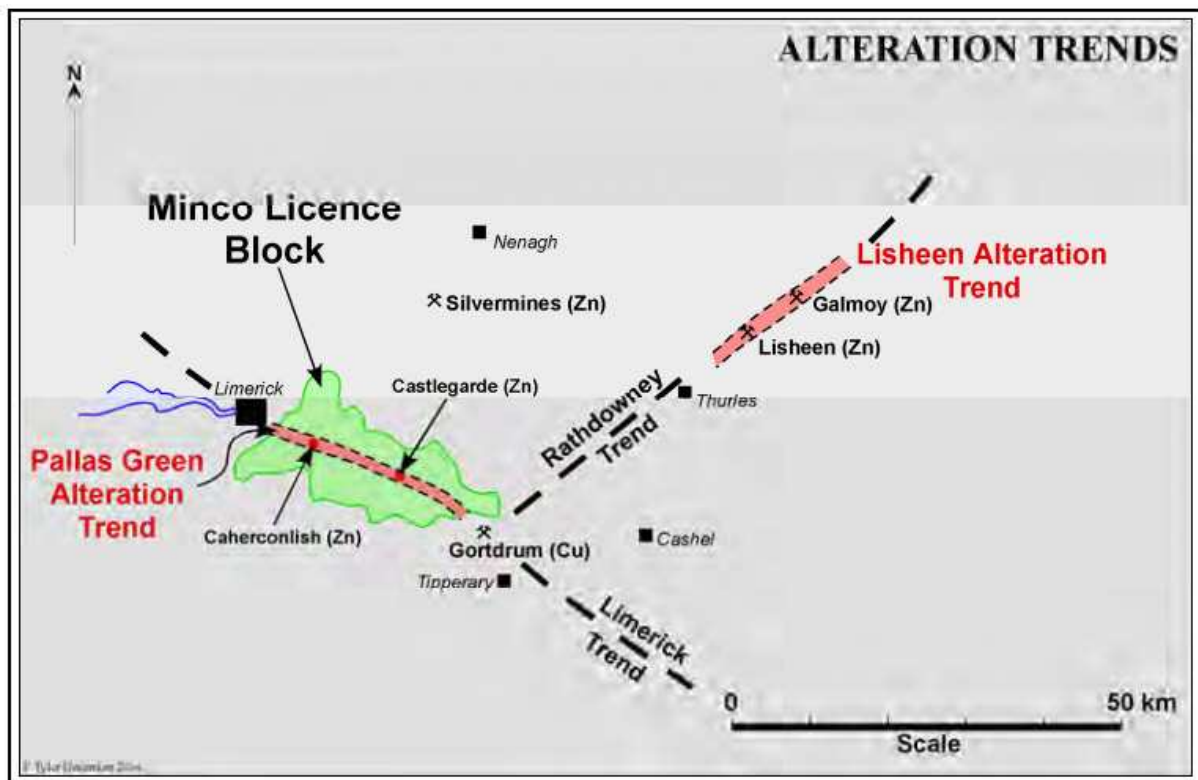 ALTERATION TRENDS
N
Minco Licence
Block
Nenagh
Lisheen Alteration
Trend
Silvermines (Zn)
Galmoy (Zn)
Lisheen (Zn)
Limerick
Castlegarde (Zn)
Rathdowney
Trend
Thurles
Pallas Green
Alteration
Trend
Caherconlish (Zn)
Gortdrum (Cu)
Cashel
Tipperary
Limerick
Trend
0
50 km
Scale